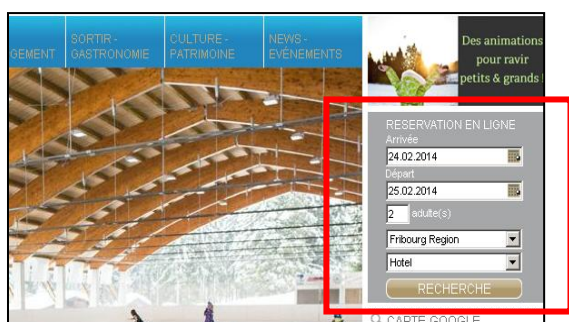 GEMENT
SORTIR -
GASTRONOMIE
CULTURE -
PATRIMOINE
NEWS -
EVÈNEMENTS
Des animations
pour ravir
petits & grands !
RESERVATION EN LIGNE
Arrivée
24.02.2014
Départ
25.02.2014
2 adulte(s)
Fribourg Region
Hotel
RECHERCHE
CARTE GOOGLE